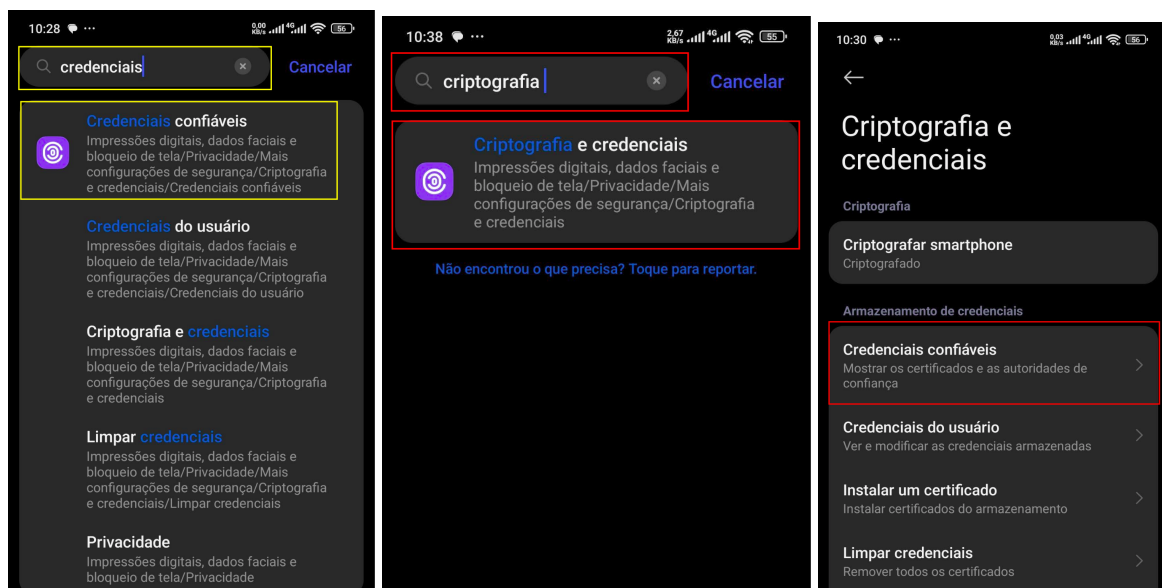 10:28
0,00
KB/s
4G
56
credenciais
Cancelar
Credenciais confiáveis
Impressões digitais, dados faciais e
bloqueio de tela/Privacidade/Mais
configurações de segurança/Criptografia
e credenciais/Credenciais confiáveis
Credenciais do usuário
Impressões digitais, dados faciais e
bloqueio de tela/Privacidade/Mais
configurações de segurança/Criptografia
e credenciais/Credenciais do usuário
Criptografia e credenciais
Impressões digitais, dados faciais e
bloqueio de tela/Privacidade/Mais
configurações de segurança/Criptografia
e credenciais
Limpar credenciais
Impressões digitais, dados faciais e
bloqueio de tela/Privacidade/Mais
configurações de segurança/Criptografia
e credenciais/Limpar credenciais
Privacidade
Impressões digitais, dados faciais e
bloqueio de tela/Privacidade
10:38
2,67
KB/s
4G
55
criptografia
Cancelar
Criptografia e credenciais
Impressões digitais, dados faciais e
bloqueio de tela/Privacidade/Mais
configurações de segurança/Criptografia
e credenciais
Não encontrou o que precisa? Toque para reportar.
10:30
0,03
KB/s
4G
56
Criptografia e
credenciais
Criptografia
Criptografar smartphone
Criptografado
Armazenamento de credenciais
Credenciais confiáveis
Mostrar os certificados e as autoridades de
confiança
Credenciais do usuário
Ver e modificar as credenciais armazenadas
Instalar um certificado
Instalar certificados do armazenamento
Limpar credenciais
Remover todos os certificados